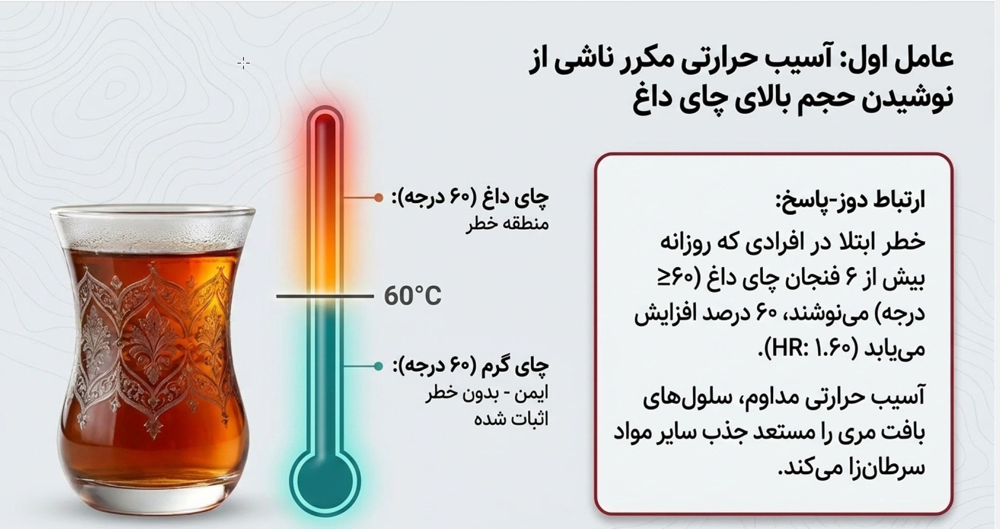 عامل اول: آسیب حرارتی مکرر ناشی از
نوشیدن حجم بالای چای داغ
ارتباط دوز-پاسخ:
خطر ابتلا در افرادی که روزانه
بیش از ۶ فنجان چای داغ (۶۰≤
درجه) می‌نوشند، ۶۰ درصد افزایش
می‌یابد (HR: ۱.۶۰).
آسیب حرارتی مداوم، سلول‌های
بافت مری را مستعد جذب سایر مواد
سرطان‌زا می‌کند.
چای داغ (۶۰ درجه):
منطقه خطر
60°C
چای گرم (۶۰ درجه):
ایمن - بدون خطر
اثبات شده